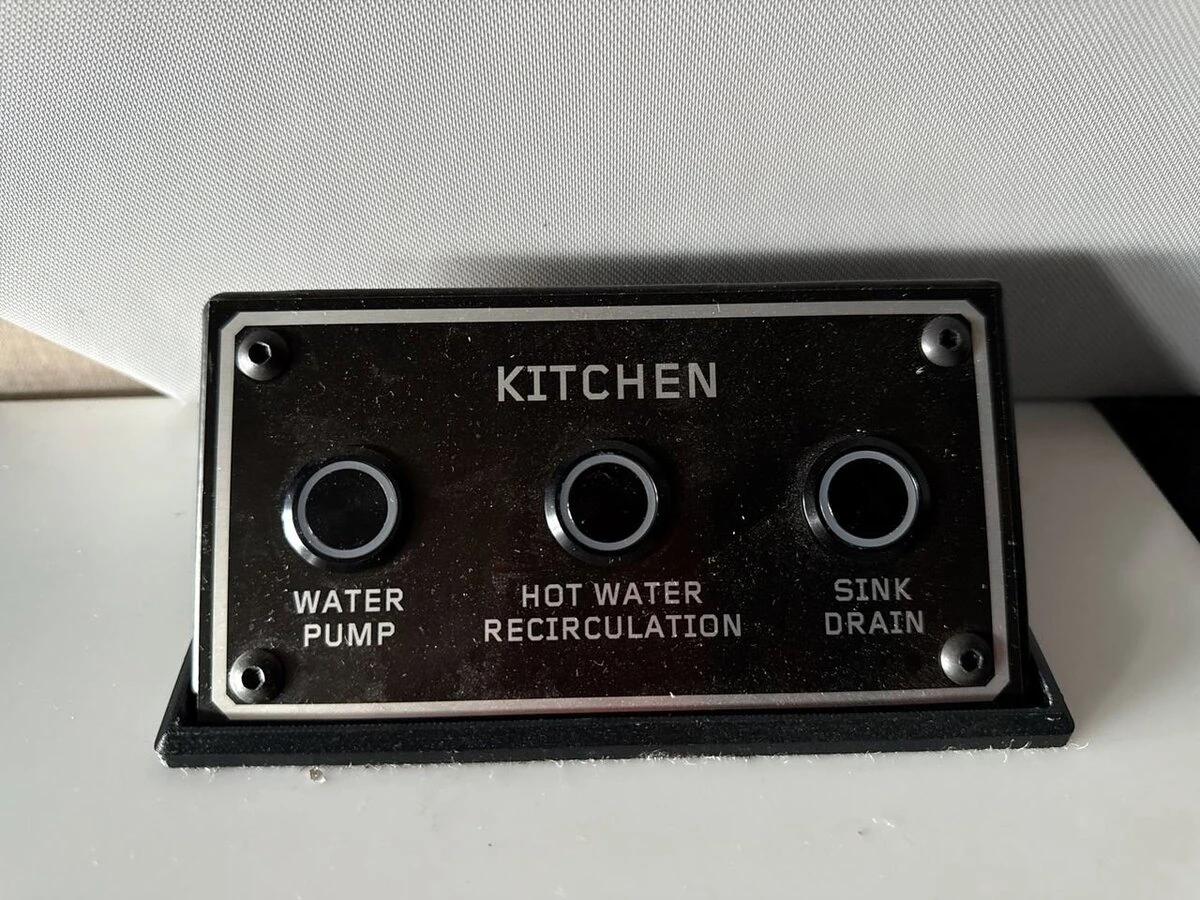 KITCHEN
WATER
PUMP
HOT WATER
RECIRCULATION
SINK
DRAIN